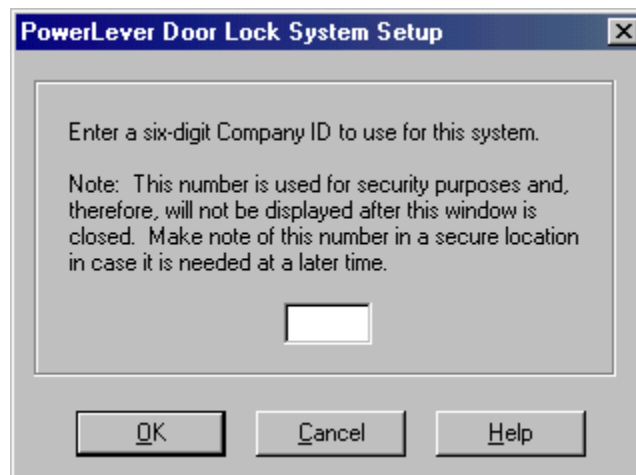 PowerLever Door Lock System Setup
Enter a six-digit Company ID to use for this system.
Note:  This number is used for security purposes and,
therefore, will not be displayed after this window is
closed.  Make note of this number in a secure location
in case it is needed at a later time.
OK
Cancel
Help